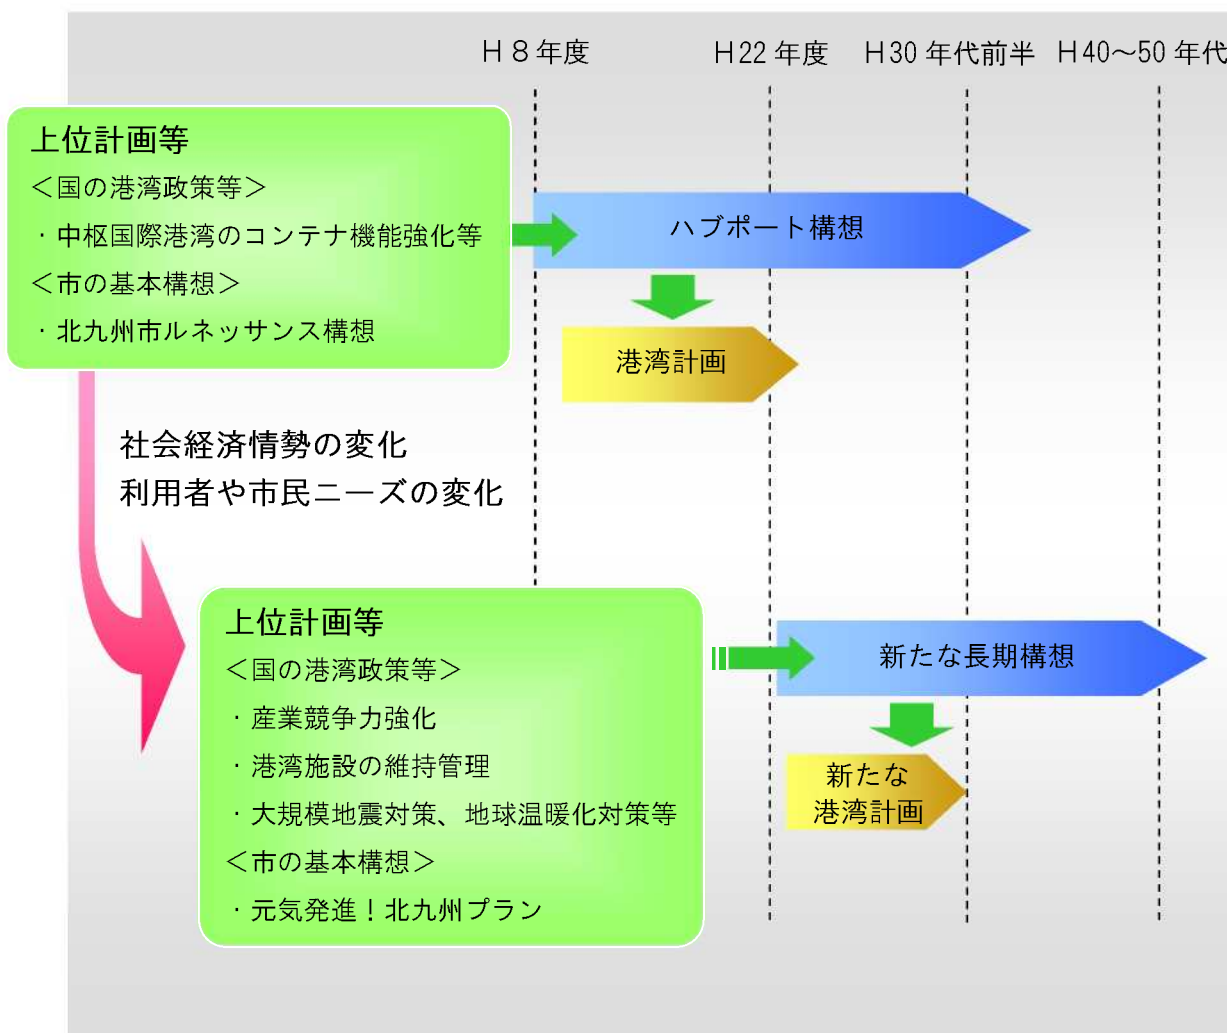 H８年度 H22年度 H30年代前半 H40～50年代
上位計画等
＜国の港湾政策等＞
・中枢国際港湾のコンテナ機能強化等
＜市の基本構想＞
・北九州市ルネッサンス構想
ハブポート構想
港湾計画
社会経済情勢の変化
利用者や市民ニーズの変化
上位計画等
＜国の港湾政策等＞
・産業競争力強化
・港湾施設の維持管理
・大規模地震対策、地球温暖化対策等
＜市の基本構想＞
・元気発進！北九州プラン
新たな長期構想
新たな
港湾計画